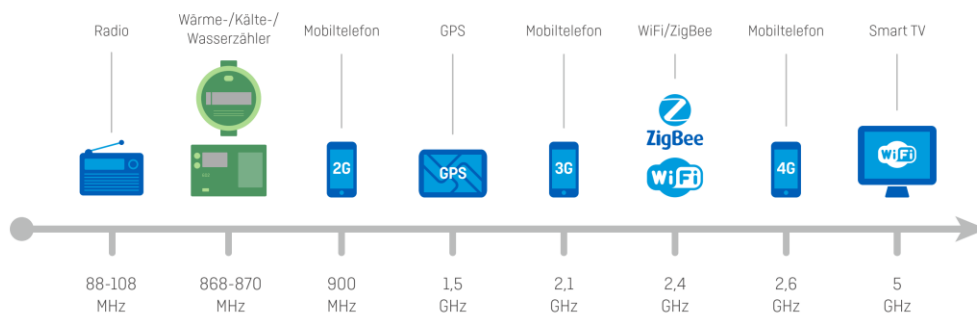 Radio
Wärme-/Kälte-/
Wasserzähler
Mobiltelefon
GPS
Mobiltelefon
WiFi/ZigBee
Mobiltelefon
Smart TV
ZigBee
2G
GPS
3G
WiFi
4G
WiFi
88-108
MHz
868-870
MHz
900
MHz
1,5
GHz
2,1
GHz
2,4
GHz
2,6
GHz
5
GHz